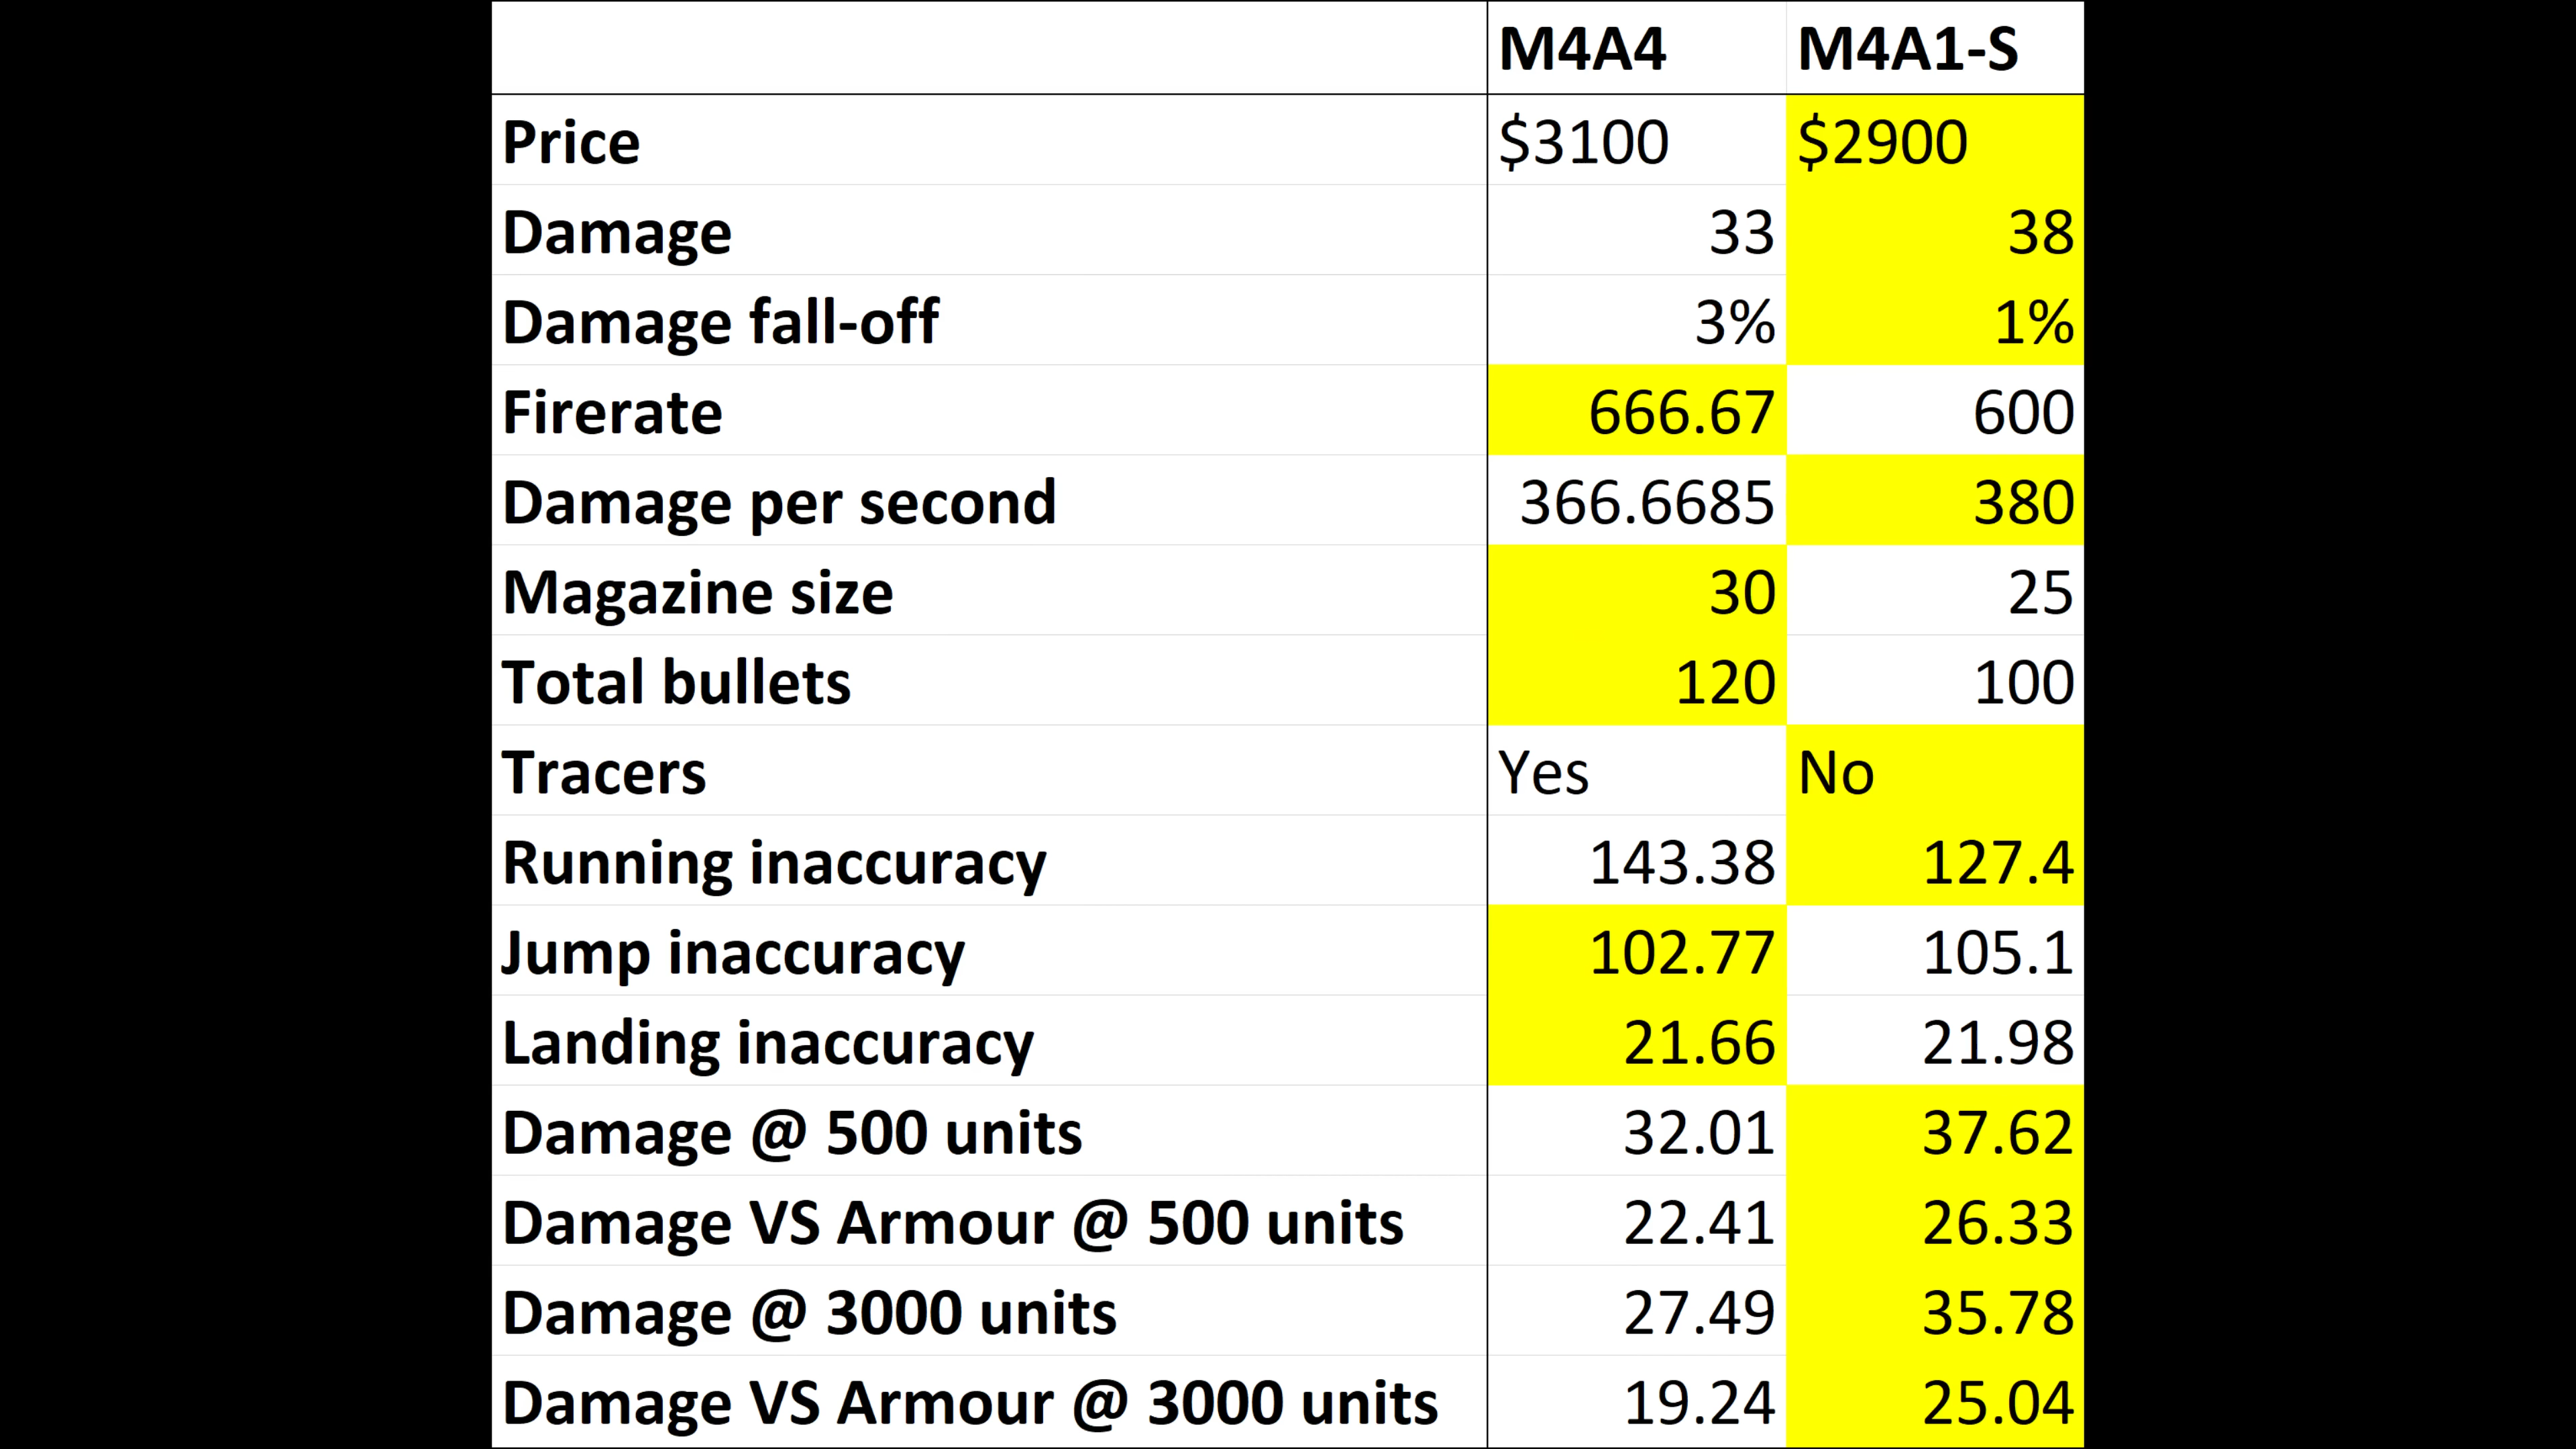 M4A4 M4A1-S
Price $3100 $2900
Damage 33 38
Damage fall-off 3% 1%
Firerate 666.67 600
Damage per second 366.6685 380
Magazine size 30 25
Total bullets 120 100
Tracers Yes No
Running inaccuracy 143.38 127.4
Jump inaccuracy 102.77 105.1
Landing inaccuracy 21.66 21.98
Damage @ 500 units 32.01 37.62
Damage VS Armour @ 500 units 22.41 26.33
Damage @ 3000 units 27.49 35.78
Damage VS Armour @ 3000 units 19.24 25.04